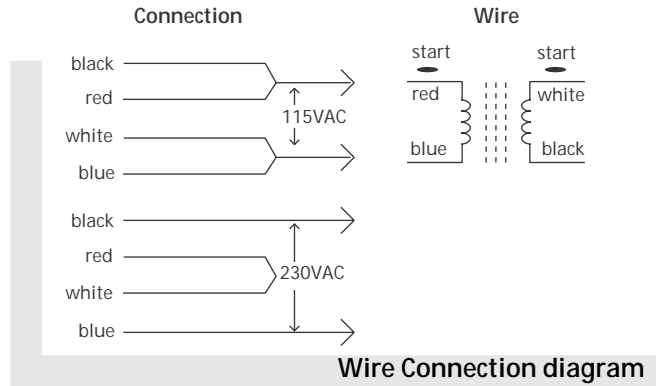 Connection
black
red
115VAC
white
blue
black
red
230VAC
white
blue
Wire
start start
red white
blue black
Wire Connection diagram